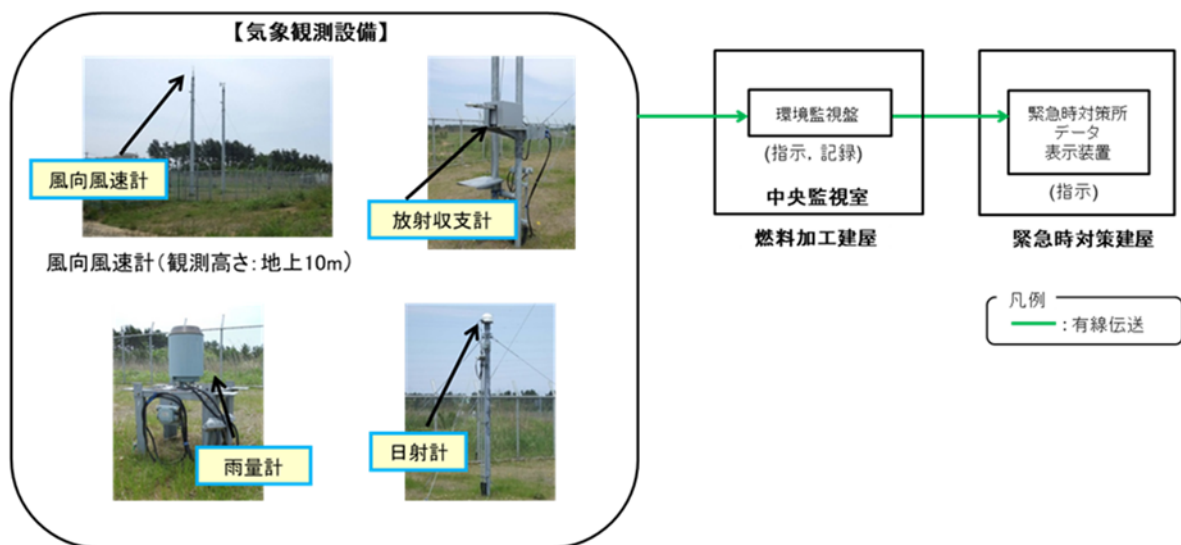 【気象観測設備】
風向風速計
放射収支計
風向風速計(観測高さ:地上10m)
雨量計
日射計
環境監視盤
(指示,記録)
中央監視室
燃料加工建屋
緊急時対策所
データ
表示装置
(指示)
緊急時対策建屋
凡例
:有線伝送